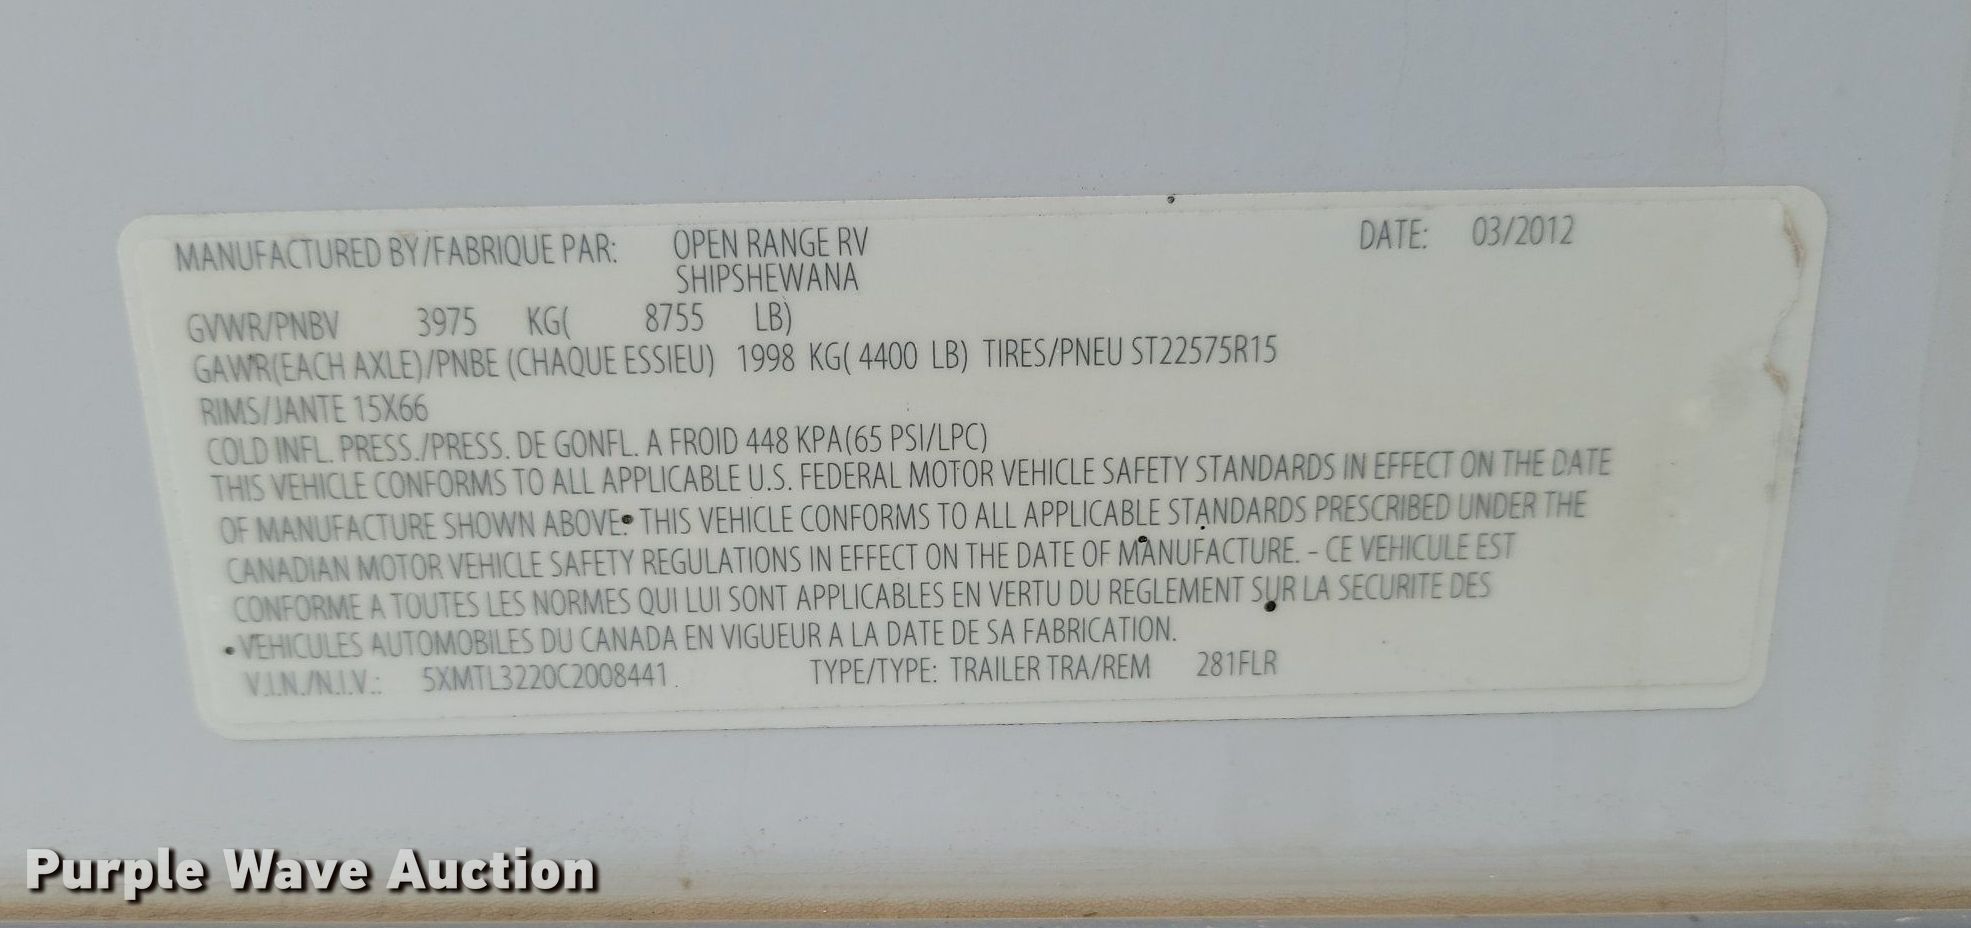 MANUFACTURED BY/FABRIQUE PAR: OPEN RANGE RV DATE: 03/2012
SHIPSHEWANA
GVWR/PNBV 3975 KG( 8755 LB)
GAWR(EACH AXLE)/PNBE (CHAQUE ESSIEU) 1998 KG( 4400 LB) TIRES/PNEU ST22575R15
RIMS/JANTE 15X66
COLD INFL. PRESS./PRESS. DE GONFL. A FROID 448 KPA(65 PSI/LPC)
THIS VEHICLE CONFORMS TO ALL APPLICABLE U.S. FEDERAL MOTOR VEHICLE SAFETY STANDARDS IN EFFECT ON THE DATE
OF MANUFACTURE SHOWN ABOVE. THIS VEHICLE CONFORMS TO ALL APPLICABLE STANDARDS PRESCRIBED UNDER THE
CANADIAN MOTOR VEHICLE SAFETY REGULATIONS IN EFFECT ON THE DATE OF MANUFACTURE. - CE VEHICULE EST
CONFORME A TOUTES LES NORMES QUI LUI SONT APPLICABLES EN VERTU DU REGLEMENT SUR LA SECURITE DES
VEHICULES AUTOMOBILES DU CANADA EN VIGUEUR A LA DATE DE SA FABRICATION.
V.I.N./N.I.V.: 5XMTL3220C2008441 TYPE/TYPE: TRAILER TRA/REM 281FLR
Purple Wave Auction